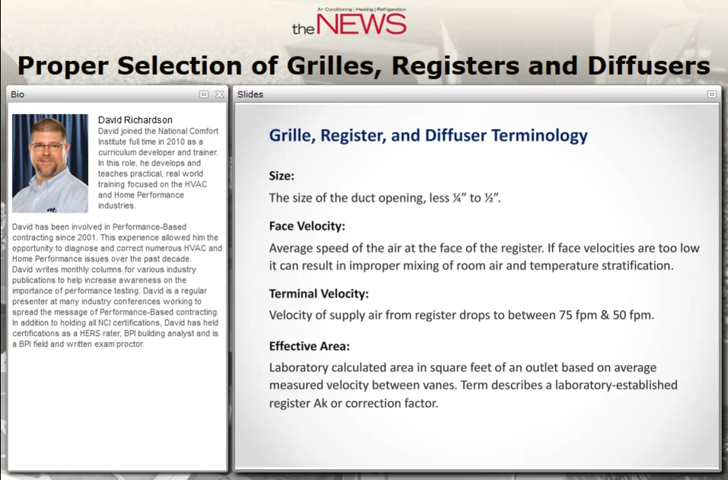 Air Conditioning | Heating | Refrigeration
the NEWS
Proper Selection of Grilles, Registers and Diffusers
Bio
David Richardson
David joined the National Comfort
Institute full time in 2010 as a
curriculum developer and trainer.
In this role, he develops and
teaches practical, real world
training focused on the HVAC
and Home Performance
industries.
David has been involved in Performance-Based
contracting since 2001. This experience allowed him the
opportunity to diagnose and correct numerous HVAC and
Home Performance issues over the past decade.
David writes monthly columns for various industry
publications to help increase awareness on the
importance of performance testing. David is a regular
presenter at many industry conferences working to
spread the message of Performance-Based contracting.
In addition to holding all NCI certifications, David has held
certifications as a HERS rater, BPI building analyst and is
a BPI field and written exam proctor.
Slides
Grille, Register, and Diffuser Terminology
Size:
The size of the duct opening, less ¼” to ½”.
Face Velocity:
Average speed of the air at the face of the register. If face velocities are too low
it can result in improper mixing of room air and temperature stratification.
Terminal Velocity:
Velocity of supply air from register drops to between 75 fpm & 50 fpm.
Effective Area:
Laboratory calculated area in square feet of an outlet based on average
measured velocity between vanes. Term describes a laboratory-established
register Ak or correction factor.